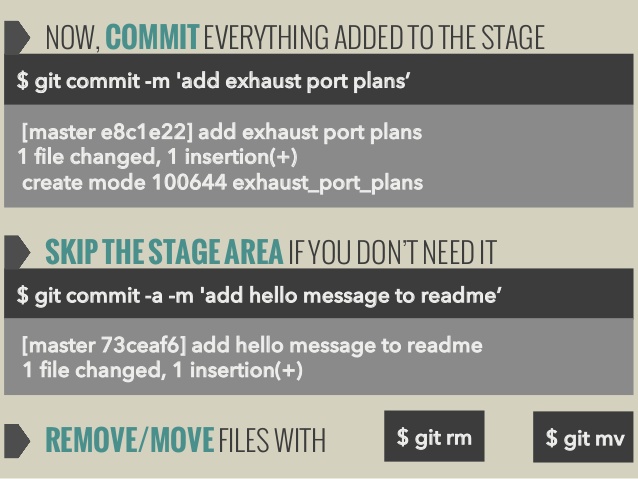 NOW, COMMIT EVERYTHING ADDED TO THE STAGE
$ git commit -m 'add exhaust port plans’
[master e8c1e22] add exhaust port plans
1 file changed, 1 insertion(+)
create mode 100644 exhaust_port_plans
SKIP THE STAGE AREA IF YOU DON’T NEED IT
$ git commit -a -m 'add hello message to readme’
[master 73ceaf6] add hello message to readme
1 file changed, 1 insertion(+)
REMOVE/MOVE FILES WITH $ git rm $ git mv